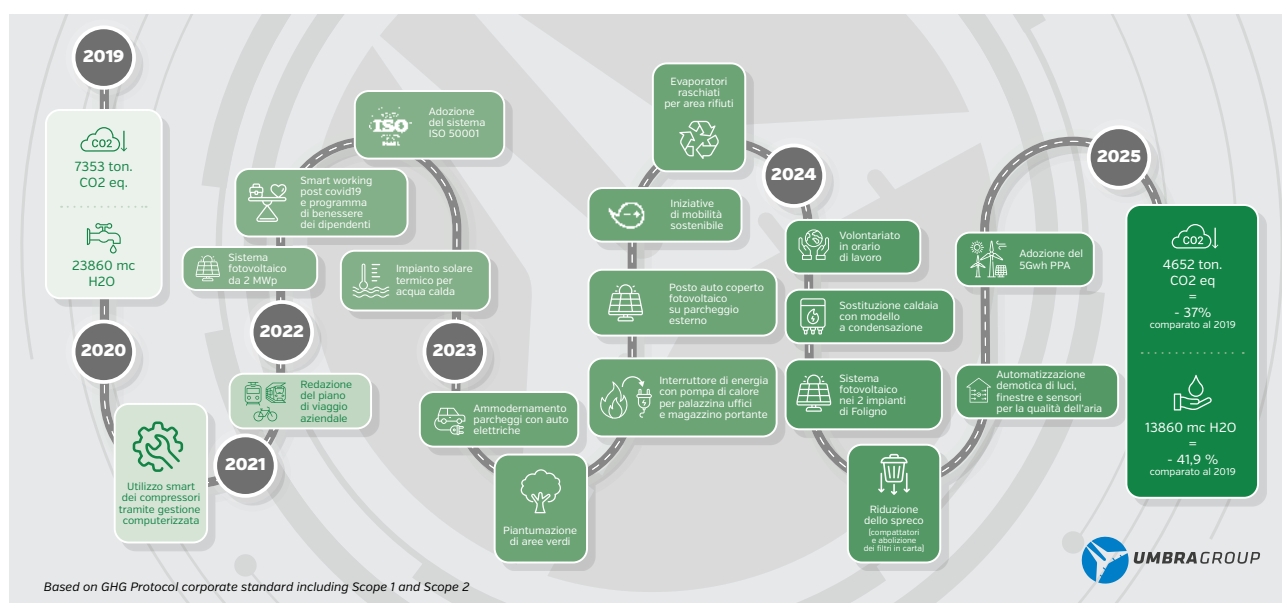 2019
CO2
7353 ton.
CO2 eq.
23860 mc
H2O
2020
Utilizzo smart
dei compressori
tramite gestione
computerizzata
2021
Redazione
del piano
di viaggio
aziendale
2022
Sistema
fotovoltaico
da 2 MWp
Smart working
post covid19
e programma
di benessere
dei dipendenti
ISO
Adozione
del sistema
ISO 50001
Impianto solare
termico per
acqua calda
2023
Ammodernamento
parcheggi con auto
elettriche
Piantumazione
di aree verdi
Interruttore di energia
con pompa di calore
per palazzina uffici
e magazzino portante
Posto auto coperto
fotovoltaico
su parcheggio
esterno
Iniziative
di mobilità
sostenibile
Evaporatori
raschiati
per area rifiuti
2024
Volontariato
in orario
di lavoro
Sostituzione caldaia
con modello
a condensazione
Sistema
fotovoltaico
nei 2 impianti
di Foligno
Riduzione
dello spreco
(compattatori
e abolizione
dei filtri in carta)
Automatizzazione
demotica di luci,
finestre e sensori
per la qualità dell'aria
Adozione del
5Gwh PPA
2025
CO2
4652 ton.
CO2 eq
=
- 37%
comparato al 2019
13860 mc H2O
=
- 41,9 %
comparato al 2019
UMBRAGROUP
Based on GHG Protocol corporate standard including Scope 1 and Scope 2